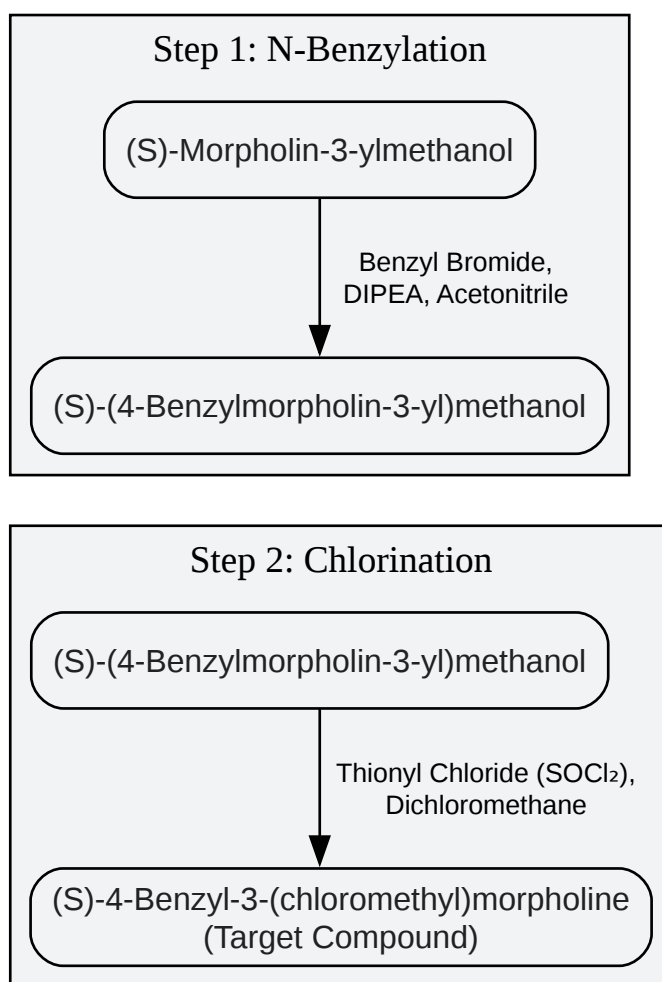 Step 1: N-Benzylation
(S)-Morpholin-3-ylmethanol
Benzyl Bromide,
DIPEA, Acetonitrile
(S)-(4-Benzylmorpholin-3-yl)methanol
Step 2: Chlorination
(S)-(4-Benzylmorpholin-3-yl)methanol
Thionyl Chloride (SOCl₂),
Dichloromethane
(S)-4-Benzyl-3-(chloromethyl)morpholine
(Target Compound)